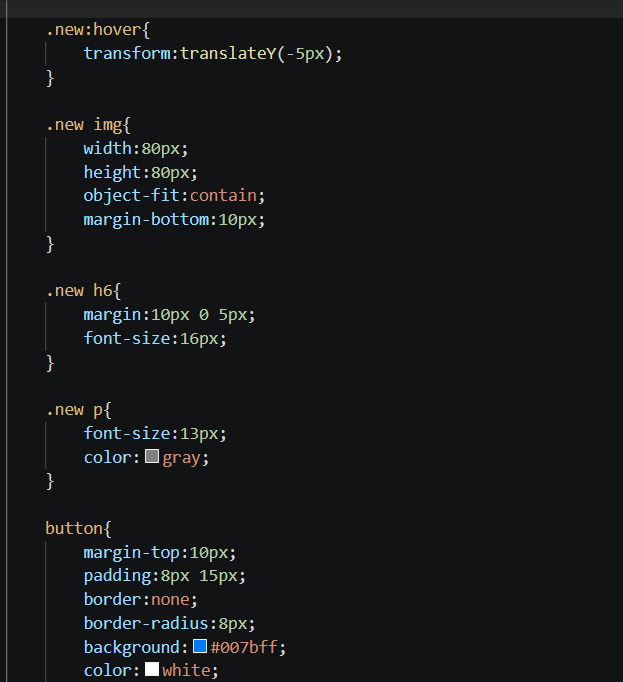 .new:hover{
transform:translateY(-5px);
}
.new img{
width:80px;
height:80px;
object-fit:contain;
margin-bottom:10px;
}
.new h6{
margin:10px 0 5px;
font-size:16px;
}
.new p{
font-size:13px;
color:gray;
}
button{
margin-top:10px;
padding:8px 15px;
border:none;
border-radius:8px;
background:#007bff;
color:white;